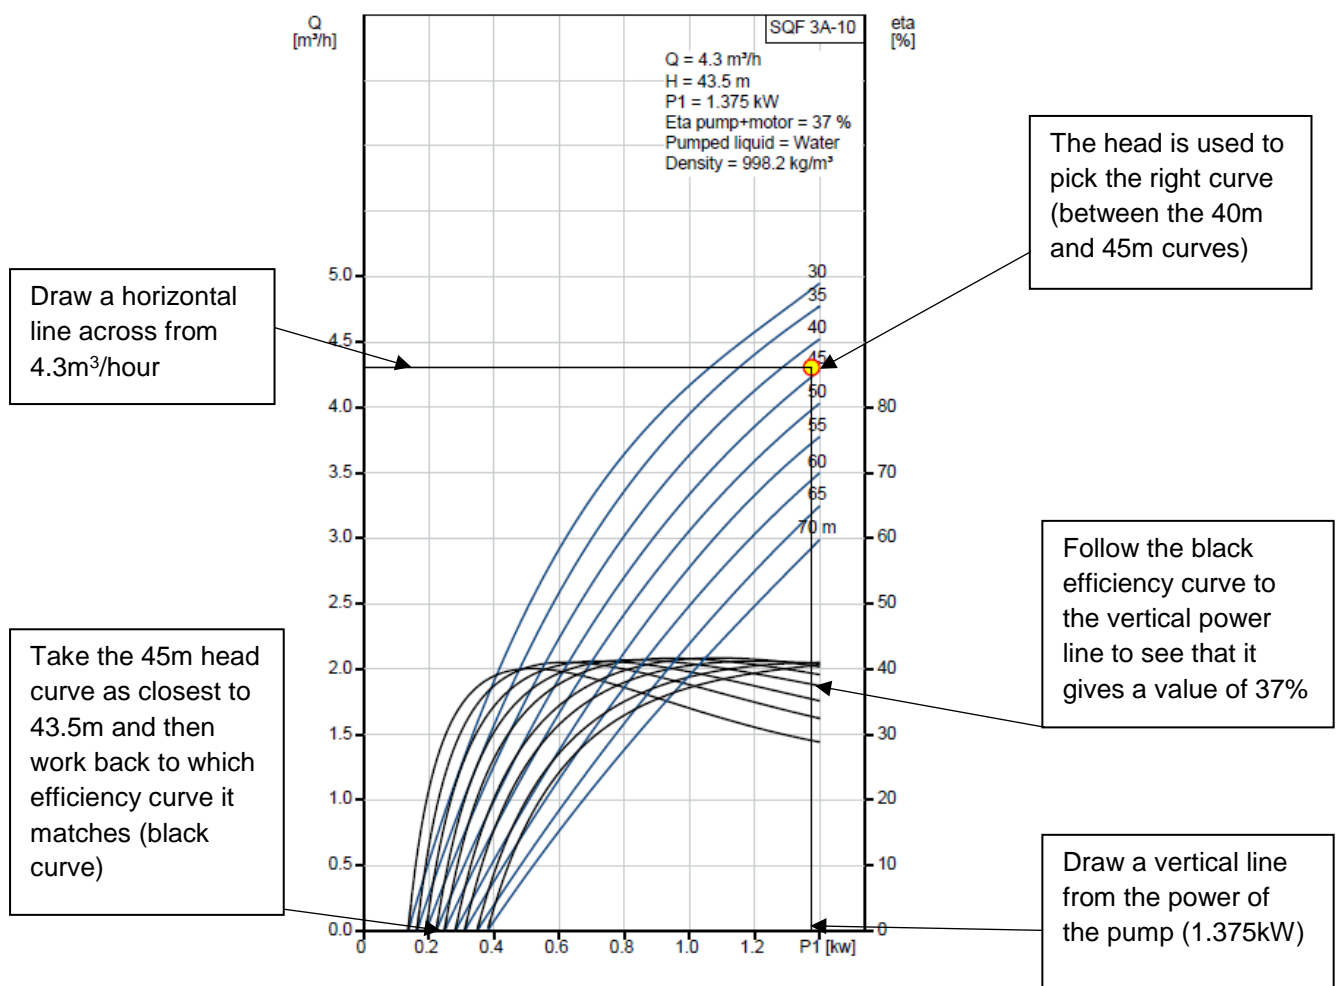 Q
[m³/h]
SQF 3A-10
eta
[%]
Q = 4.3 m³/h
H = 43.5 m
P1 = 1.375 kW
Eta pump+motor = 37 %
Pumped liquid = Water
Density = 998.2 kg/m³
The head is used to
pick the right curve
(between the 40m
and 45m curves)
Draw a horizontal
line across from
4.3m³/hour
Follow the black
efficiency curve to
the vertical power
line to see that it
gives a value of 37%
Take the 45m head
curve as closest to
43.5m and then
work back to which
efficiency curve it
matches (black
curve)
Draw a vertical line
from the power of
the pump (1.375kW)
5.0
4.5
4.0
3.5
3.0
2.5
2.0
1.5
1.0
0.5
0.0
30
35
40
45
50
55
60
65
70 m
80
70
60
50
40
30
20
10
0
0
0.2
0.4
0.6
0.8
1.0
1.2
P1 [kw]